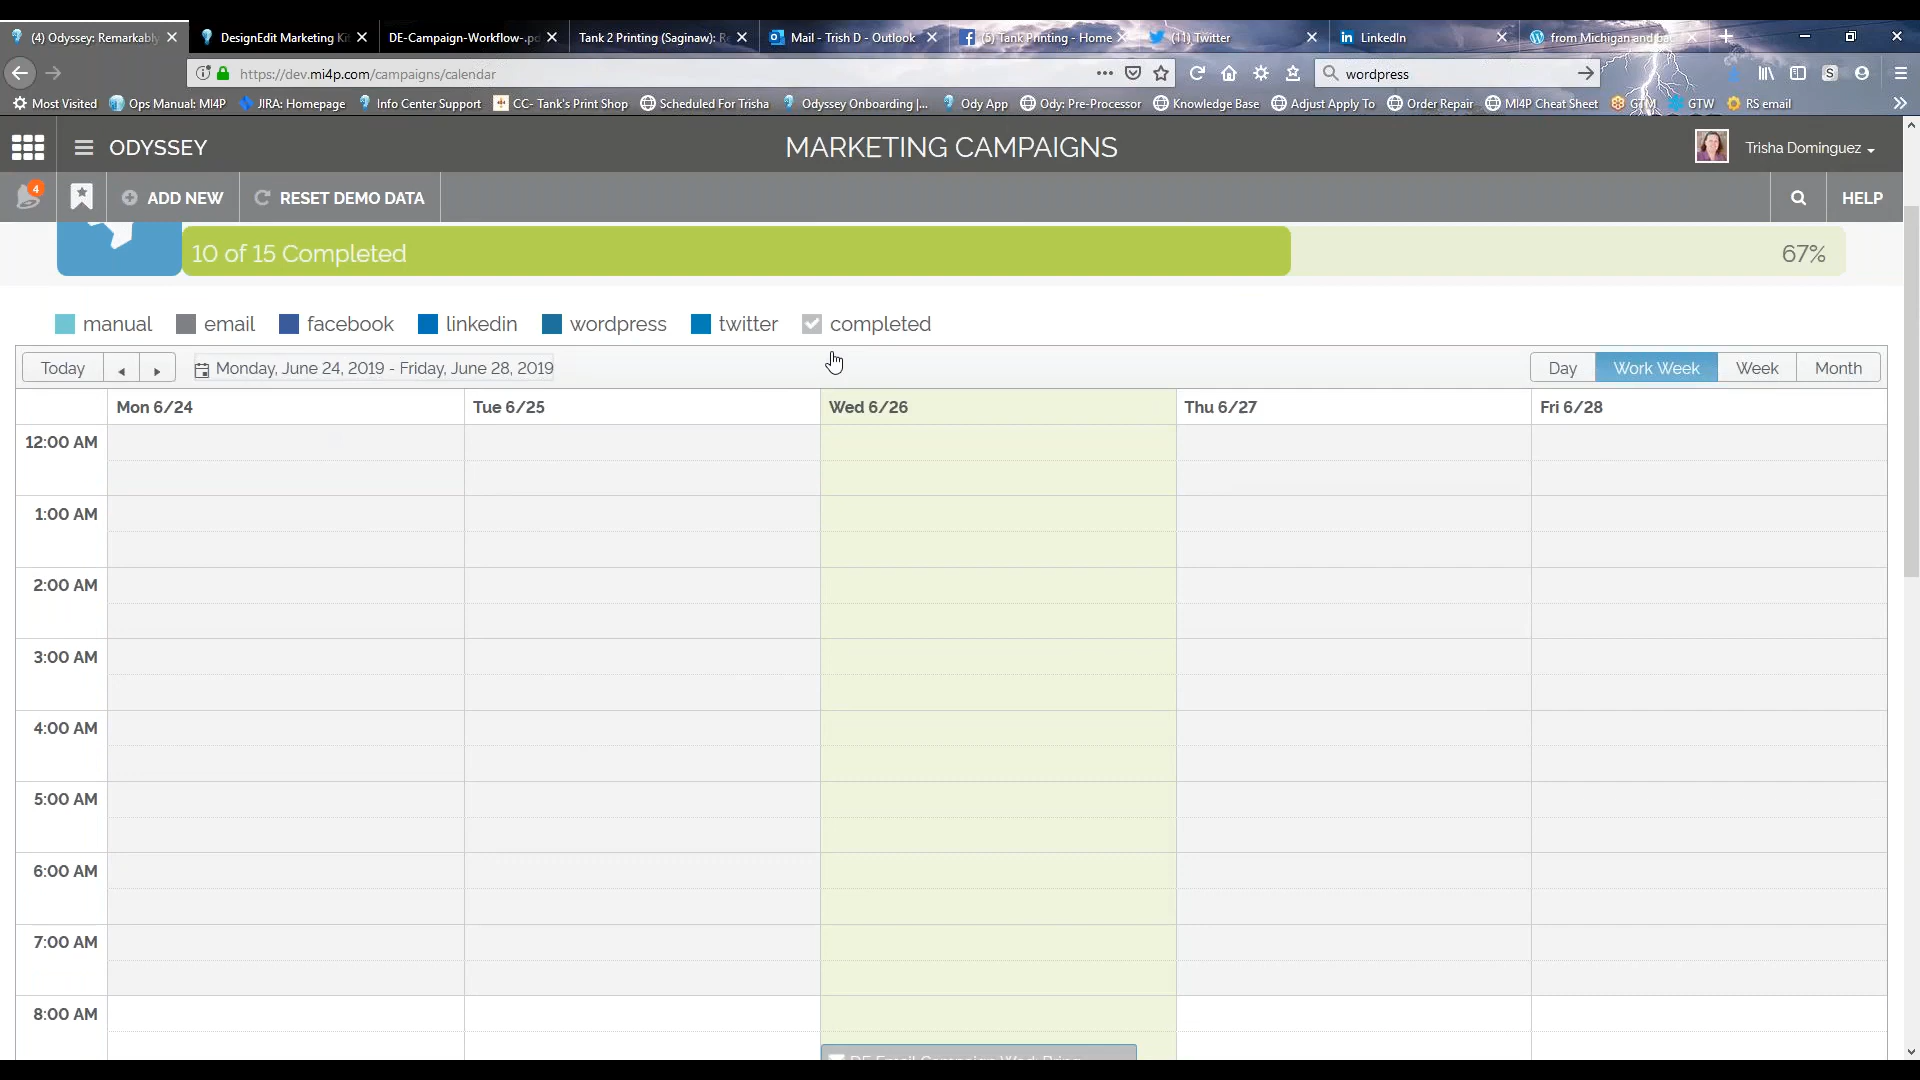 (4) Odyssey: Remarkably
DesignEdit Marketing Ki
DE-Campaign-Workflow-.pd
Tank 2 Printing (Saginaw): R
Mail - Trish D - Outlook
(5) Tank Printing - Home
(11) Twitter
LinkedIn
from Michigan and
https://dev.mi4p.com/campaigns/calendar
wordpress
Most Visited
Ops Manual: MI4P
JIRA: Homepage
Info Center Support
CC- Tank's Print Shop
Scheduled For Trisha
Odyssey Onboarding |...
Ody App
Ody: Pre-Processor
Knowledge Base
Adjust Apply To
Order Repair
MI4P Cheat Sheet
GTW
RS email
ODYSSEY
MARKETING CAMPAIGNS
Trisha Dominguez
4
ADD NEW
RESET DEMO DATA
HELP
10 of 15 Completed
67%
manual
email
facebook
linkedin
wordpress
twitter
completed
Today
Monday, June 24, 2019 - Friday, June 28, 2019
Day
Work Week
Week
Month
Mon 6/24
Tue 6/25
Wed 6/26
Thu 6/27
Fri 6/28
12:00 AM
1:00 AM
2:00 AM
3:00 AM
4:00 AM
5:00 AM
6:00 AM
7:00 AM
8:00 AM